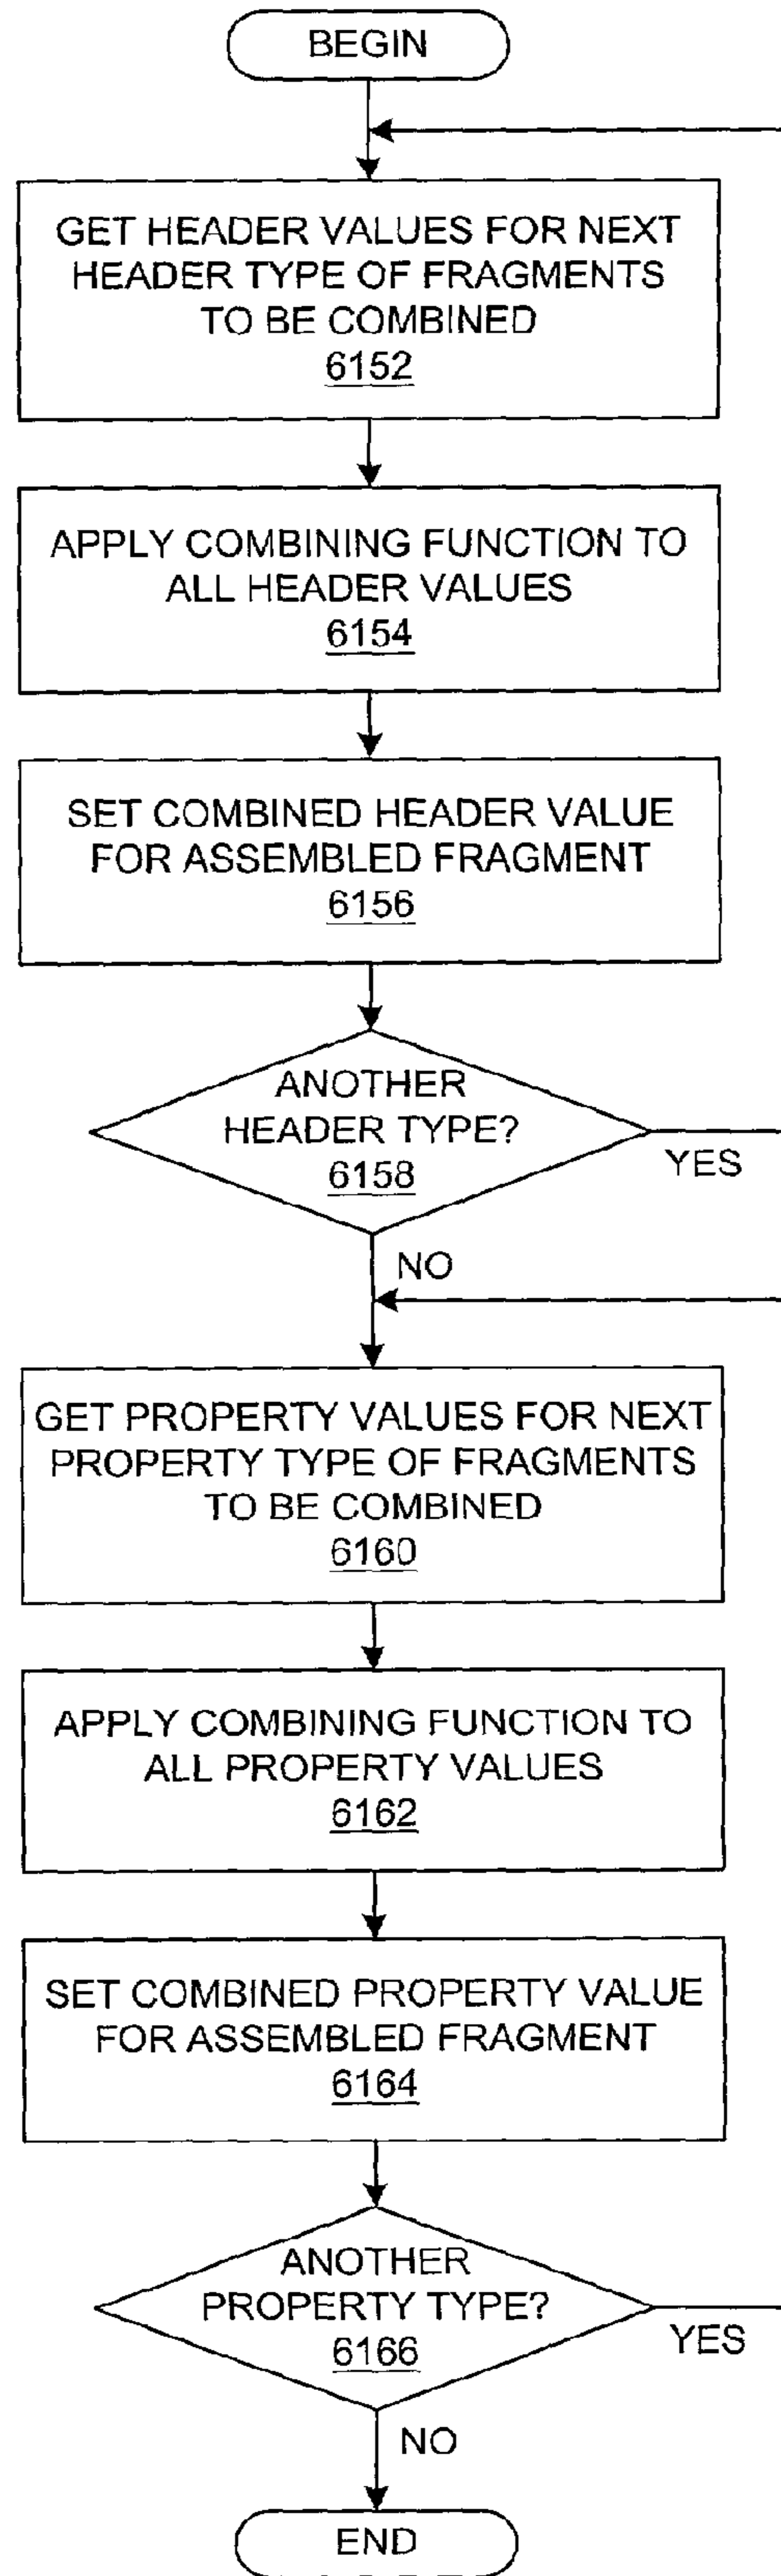 BEGIN
GET HEADER VALUES FOR NEXT
HEADER TYPE OF FRAGMENTS
TO BE COMBINED
6152
APPLY COMBINING FUNCTION TO
ALL HEADER VALUES
6154
SET COMBINED HEADER VALUE
FOR ASSEMBLED FRAGMENT
6156
ANOTHER
HEADER TYPE?
6158
YES
NO
GET PROPERTY VALUES FOR NEXT
PROPERTY TYPE OF FRAGMENTS
TO BE COMBINED
6160
APPLY COMBINING FUNCTION TO
ALL PROPERTY VALUES
6162
SET COMBINED PROPERTY VALUE
FOR ASSEMBLED FRAGMENT
6164
ANOTHER
PROPERTY TYPE?
6166
YES
NO
END